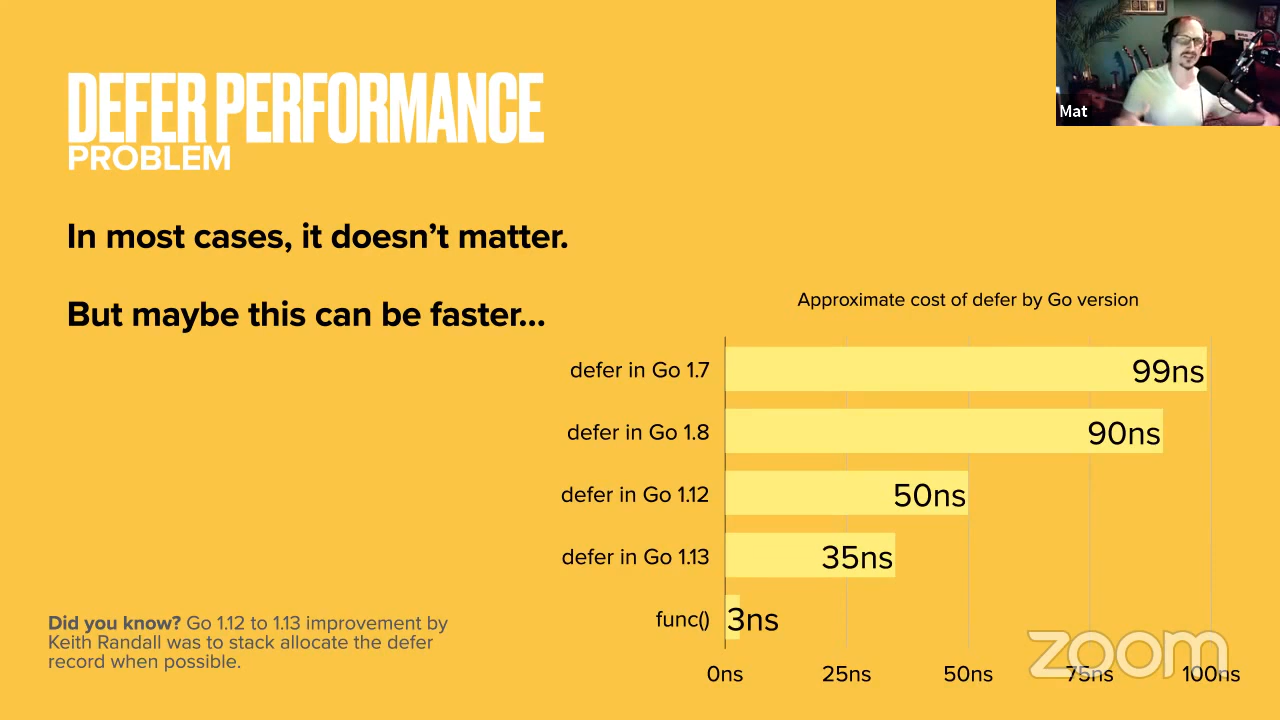 DEFER PERFORMANCE
PROBLEM
Mat
In most cases, it doesn’t matter.
But maybe this can be faster...
Approximate cost of defer by Go version
defer in Go 1.7
99ns
defer in Go 1.8
90ns
defer in Go 1.12
50ns
defer in Go 1.13
35ns
func()
3ns
0ns
25ns
50ns
75ns
100ns
Did you know? Go 1.12 to 1.13 improvement by
Keith Randall was to stack allocate the defer
record when possible.
zoom